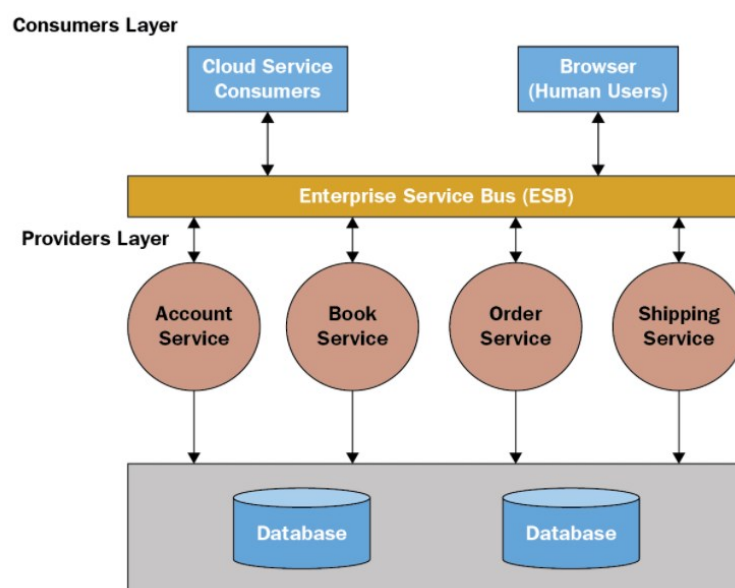 Consumers Layer
Cloud Service
Consumers
Browser
(Human Users)
Enterprise Service Bus (ESB)
Providers Layer
Account
Service
Book
Service
Order
Service
Shipping
Service
Database
Database